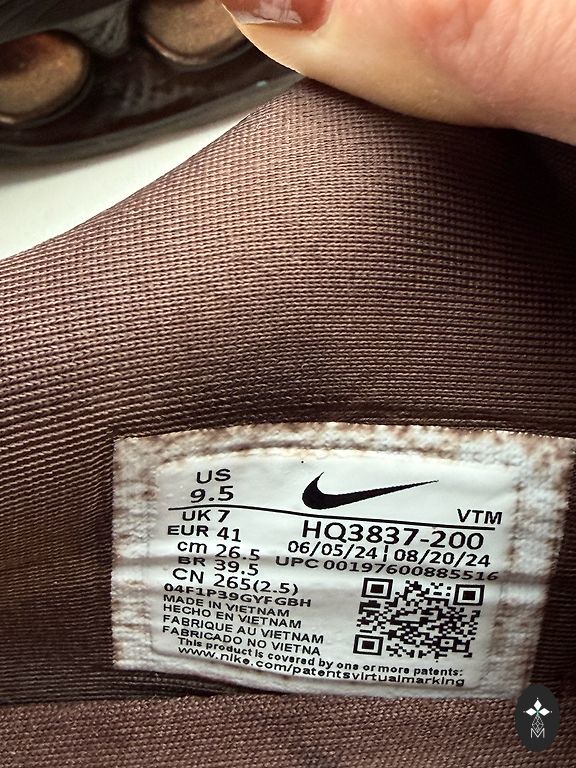 US
9.5
VTM
UK 7
HQ3837-200
EUR 41
06/05/24 | 08/20/24
cm 26.5
UPC 00197600885516
BR 39.5
CN 265(2.5)
04F1P39GYFGBH
MADE IN VIETNAM
HECHO EN VIETNAM
FABRIQUE AU VIETNAM
FABRICADO NO VIETNA
This product is covered by one or more patents:
www.nike.com/patentsvirtualmarking
M